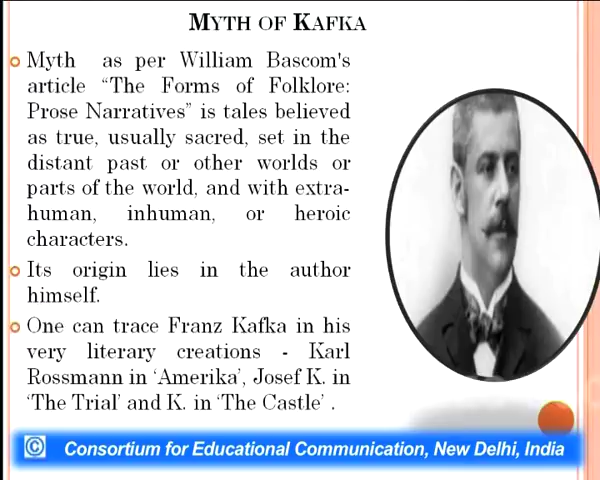 MYTH OF KAFKA
Myth as per William Bascom's
article “The Forms of Folklore:
Prose Narratives” is tales believed
as true, usually sacred, set in the
distant past or other worlds or
parts of the world, and with extra-
human, inhuman, or heroic
characters.
Its origin lies in the author
himself.
One can trace Franz Kafka in his
very literary creations - Karl
Rossmann in ‘Amerika’, Josef K. in
‘The Trial’ and K. in ‘The Castle’ .
© Consortium for Educational Communication, New Delhi, India